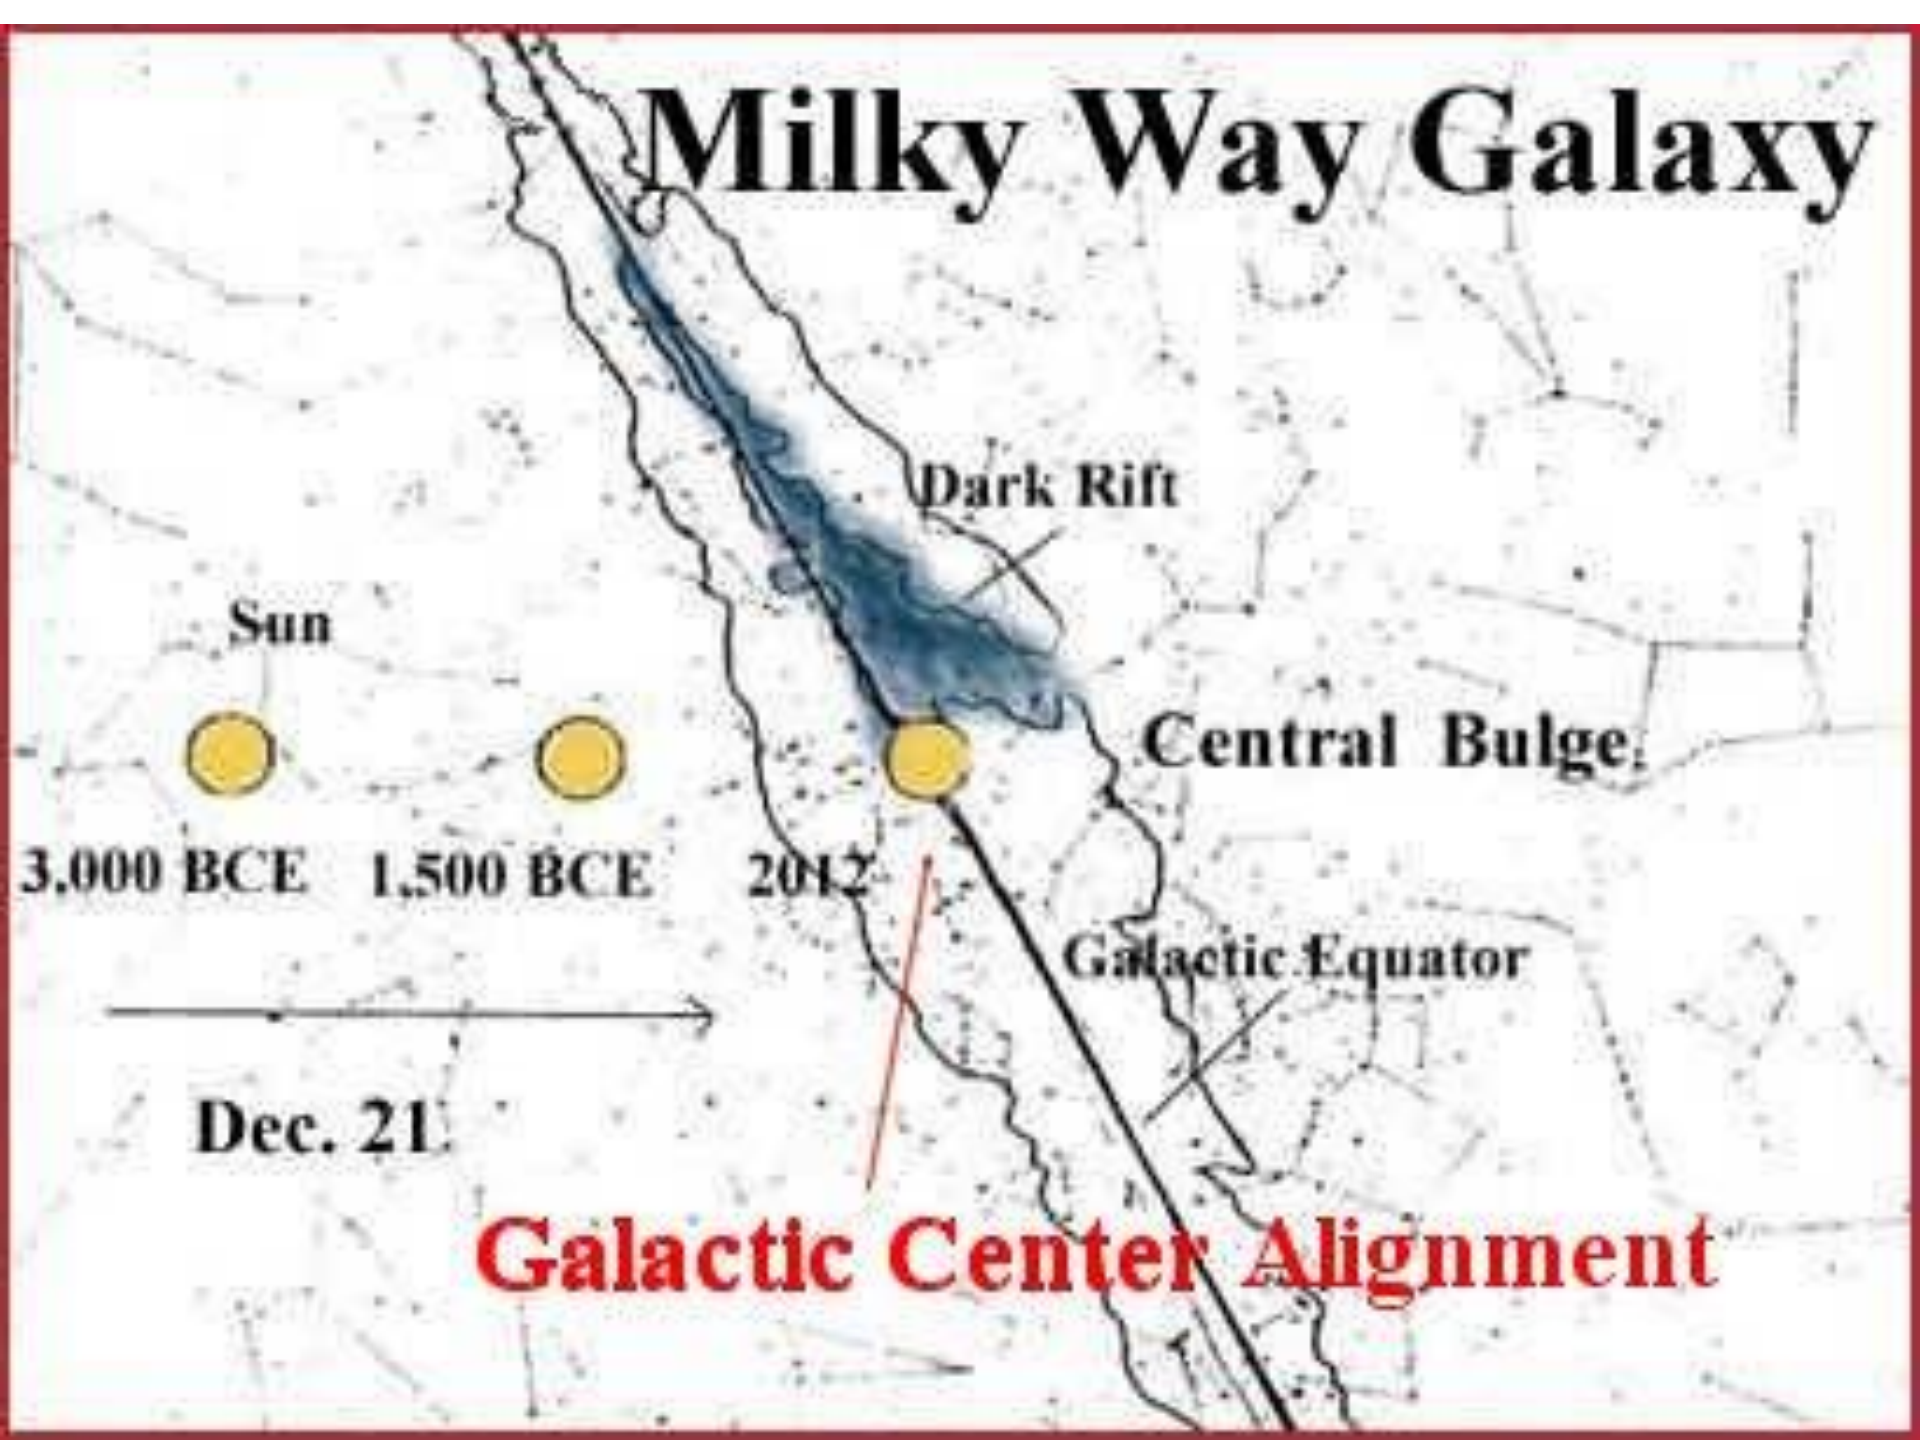 Milky Way Galaxy
Dark Rift
Sun
Central Bulge
3,000 BCE 1,500 BCE 2012
Galactic Equator
Dec. 21
Galactic Center Alignment